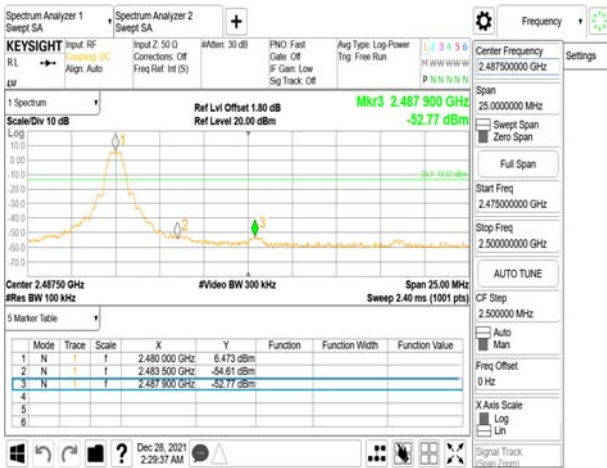 Spectrum Analyzer 1
Swept SA
Spectrum Analyzer 2
Swept SA
+
Frequency
KEYSIGHT
RL
Input: RF
Coupling: DC
Align: Auto
Input Z: 50 Ω
Corrections: Off
Freq Ref: Int (S)
#Atten: 30 dB
PNO: Fast
Gate: Off
IF Gain: Low
Sig Track: Off
Avg Type: Log-Power
Trig: Free Run
1 2 3 4 5 6
M W W W W W
P N N N N N
1 Spectrum
Scale/Div 10 dB
Ref Lvl Offset 1.80 dB
Ref Level 20.00 dBm
Mkr3 2.487 900 GHz
-52.77 dBm
Log
10.0
0.00
-10.0
-20.0
-30.0
-40.0
-50.0
-60.0
-70.0
1
2
3
Center 2.48750 GHz
#Res BW 100 kHz
#Video BW 300 kHz
Span 25.00 MHz
Sweep 2.40 ms (1001 pts)
5 Marker Table
Mode Trace Scale X Y Function Function Width Function Value
1 N 1 f 2.480 000 GHz 6.473 dBm
2 N 1 f 2.483 500 GHz -54.61 dBm
3 N 1 f 2.487 900 GHz -52.77 dBm
4
5
6
Dec 28, 2021
2:29:37 AM
Center Frequency
2.487500000 GHz
Settings
Span
25.0000000 MHz
Swept Span
Zero Span
Full Span
Start Freq
2.475000000 GHz
Stop Freq
2.500000000 GHz
AUTO TUNE
CF Step
2.500000 MHz
Auto
Man
Freq Offset
0 Hz
X Axis Scale
Log
Lin
Signal Track
(Span Zoom)